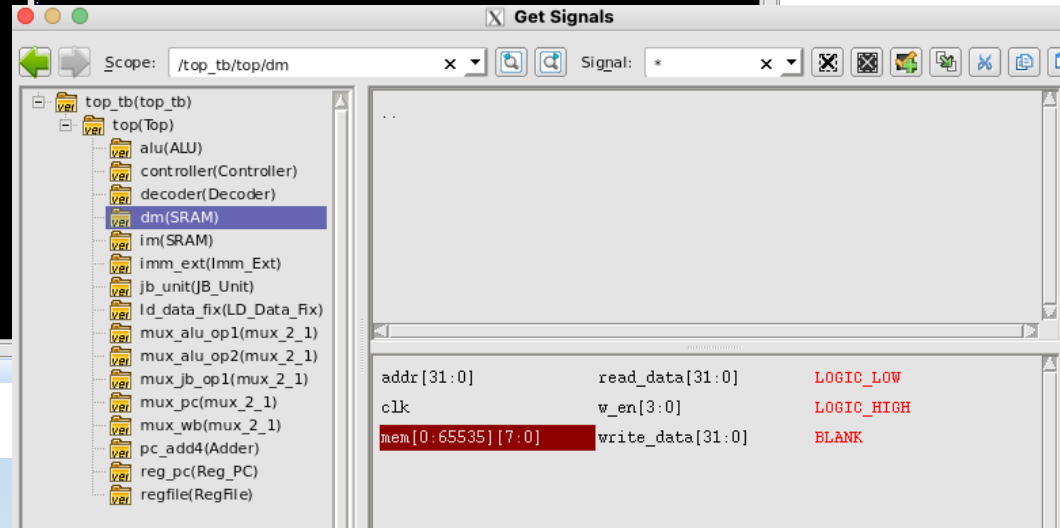 Get Signals
Scope: /top_tb/top/dm Signal: *
top_tb(top_tb)
top(Top)
alu(ALU)
controller(Controller)
decoder(Decoder)
dm(SRAM)
im(SRAM)
imm_ext(Imm_Ext)
jb_unit(JB_Unit)
ld_data_fix(LD_Data_Fix)
mux_alu_op1(mux_2_1)
mux_alu_op2(mux_2_1)
mux_jb_op1(mux_2_1)
mux_pc(mux_2_1)
mux_wb(mux_2_1)
pc_add4(Adder)
reg_pc(Reg_PC)
regfile(RegFile)
..
addr[31:0] read_data[31:0] LOGIC_LOW
clk w_en[3:0] LOGIC_HIGH
mem[0:65535][7:0] write_data[31:0] BLANK